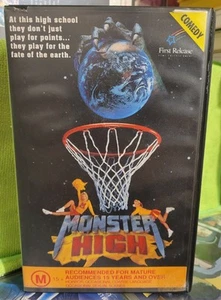 At this high school
they don't just
play for points...
they play for the
fate of the earth.
COMEDY
First Release
MONSTER
HIGH
M
RECOMMENDED FOR MATURE
AUDIENCES 15 YEARS AND OVER